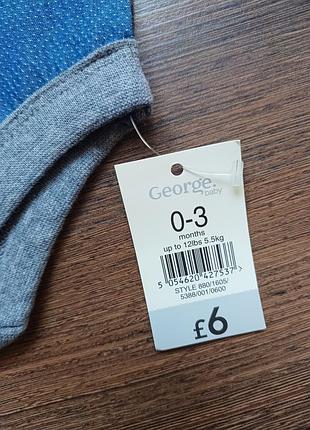 George.
baby
0-3
months
up to 12lbs 5.5kg
5 054620 427537 >
STYLE 880/1605/
5388/001/0600
£6